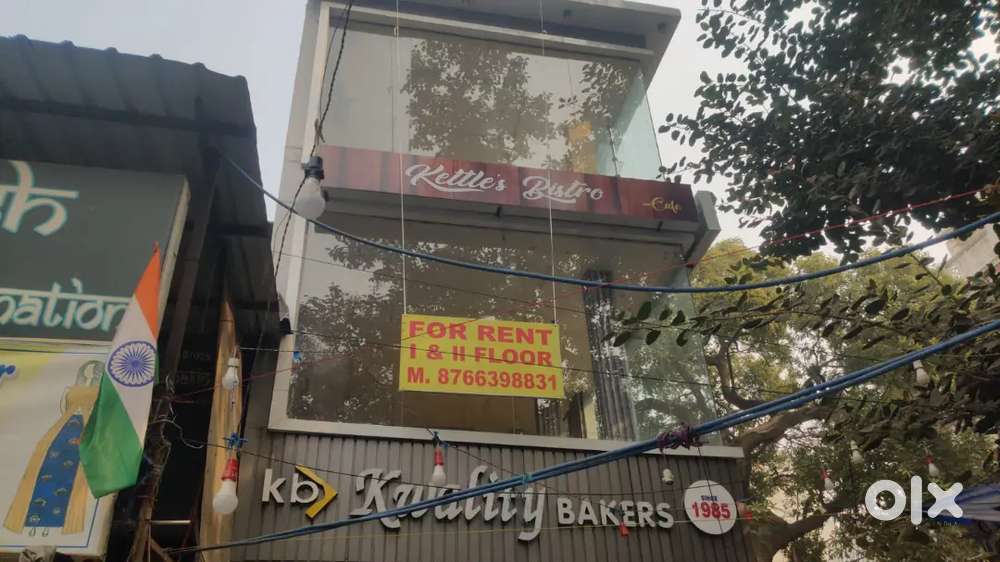 Kettle's Bistro
Cafe
FOR RENT
I & II FLOOR
M. 8766398831
kb Kwality BAKERS SINCE 1985
olx